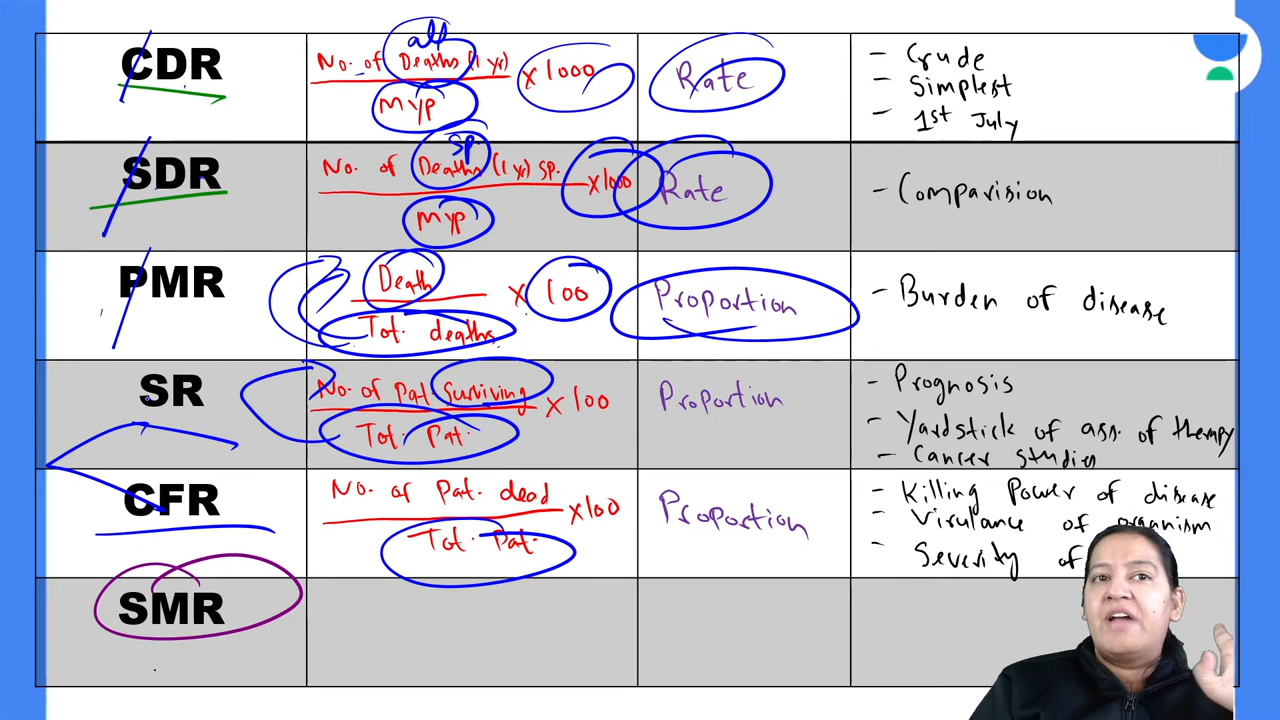 CDR
all
No. of Deaths (1 yr)
Myp
x 1000
Rate
- Crude
- Simplest
- 1st July
SDR
sp.
No. of Deaths (1 yr) sp.
Myp
x 1000
Rate
- Comparision
PMR
Death
Tot. deaths
x 100
Proportion
- Burden of disease
SR
No. of Pat. Surviving
Tot. Pat.
x 100
Proportion
- Prognosis
- Yardstick of ass. of therapy
- Cancer studies
CFR
No. of Pat. dead
Tot. Pat.
x 100
Proportion
- Killing Power of disease
- Virulance of organism
- Severity of
SMR